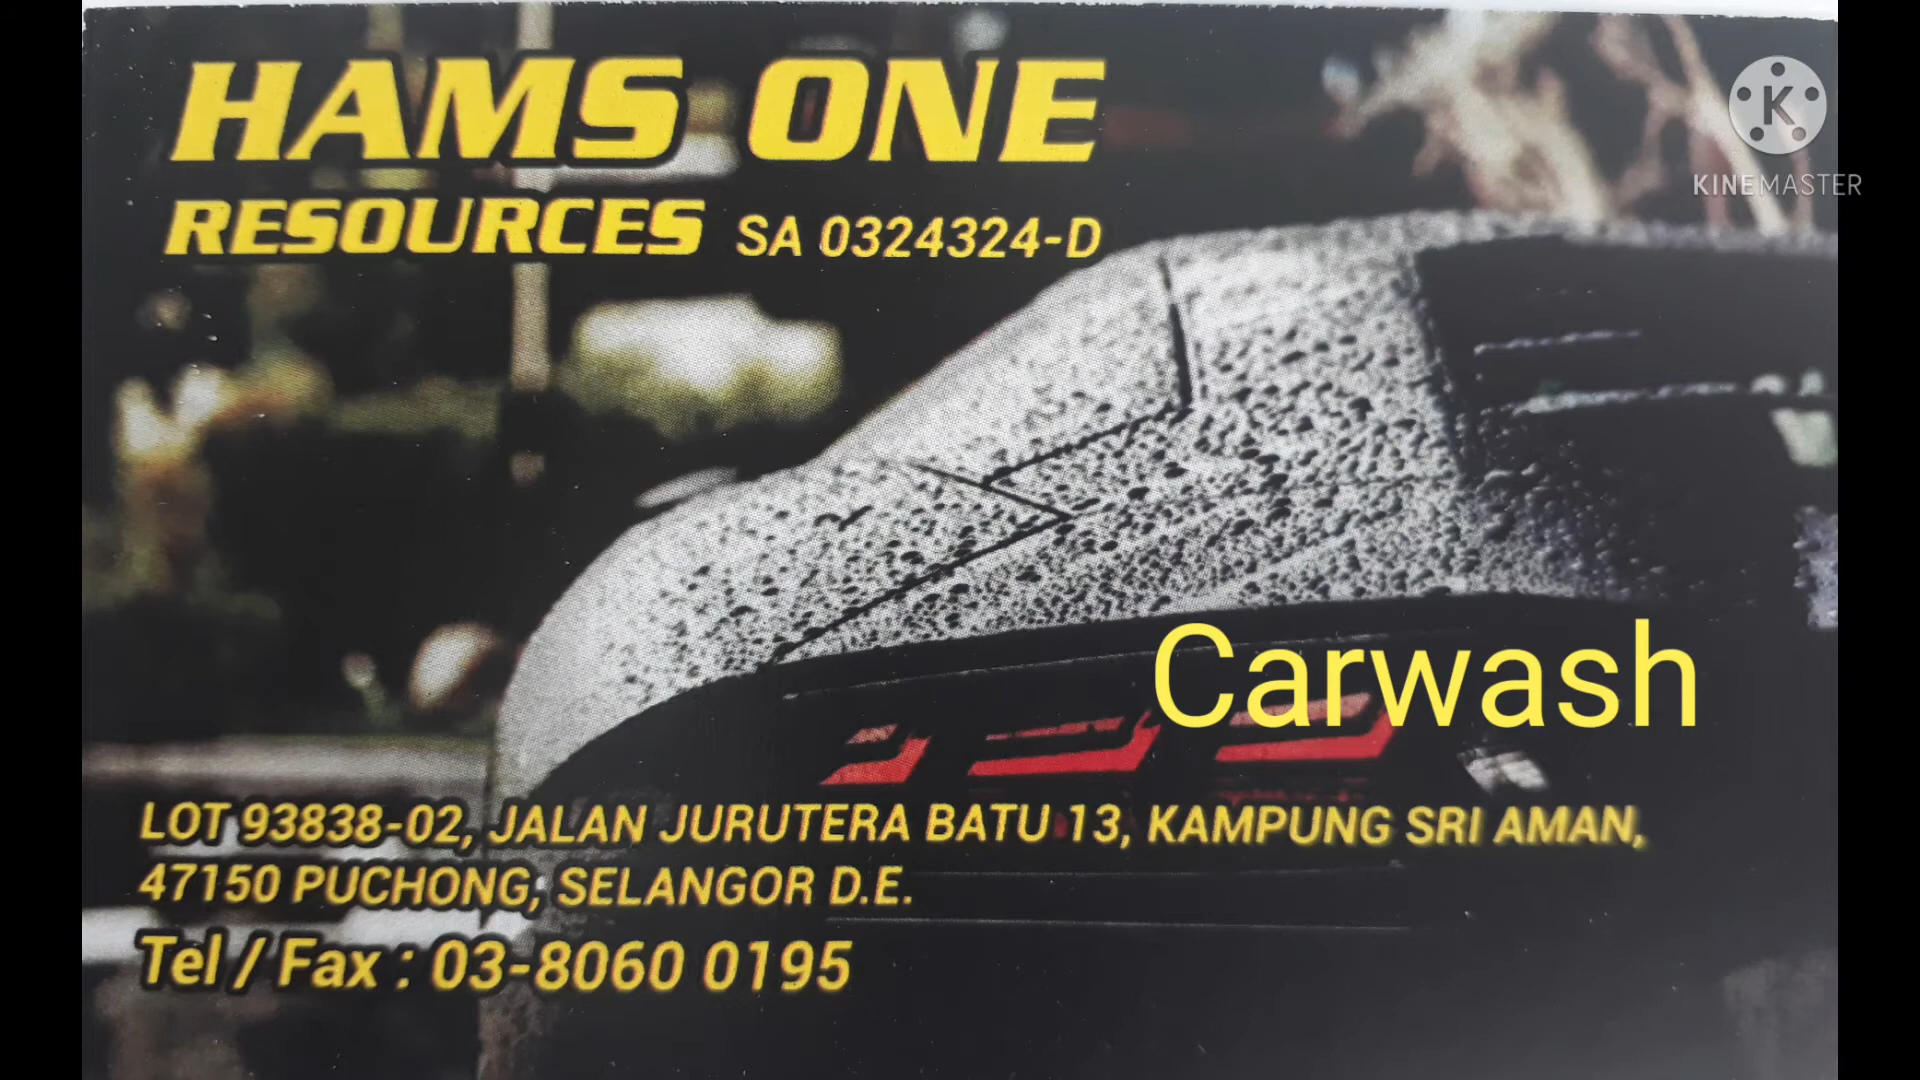 HAMS ONE
RESOURCES SA 0324324-D
K
KINEMASTER
Carwash
LOT 93838-02, JALAN JURUTERA BATU 13, KAMPUNG SRI AMAN,
47150 PUCHONG, SELANGOR D.E.
Tel / Fax : 03-8060 0195